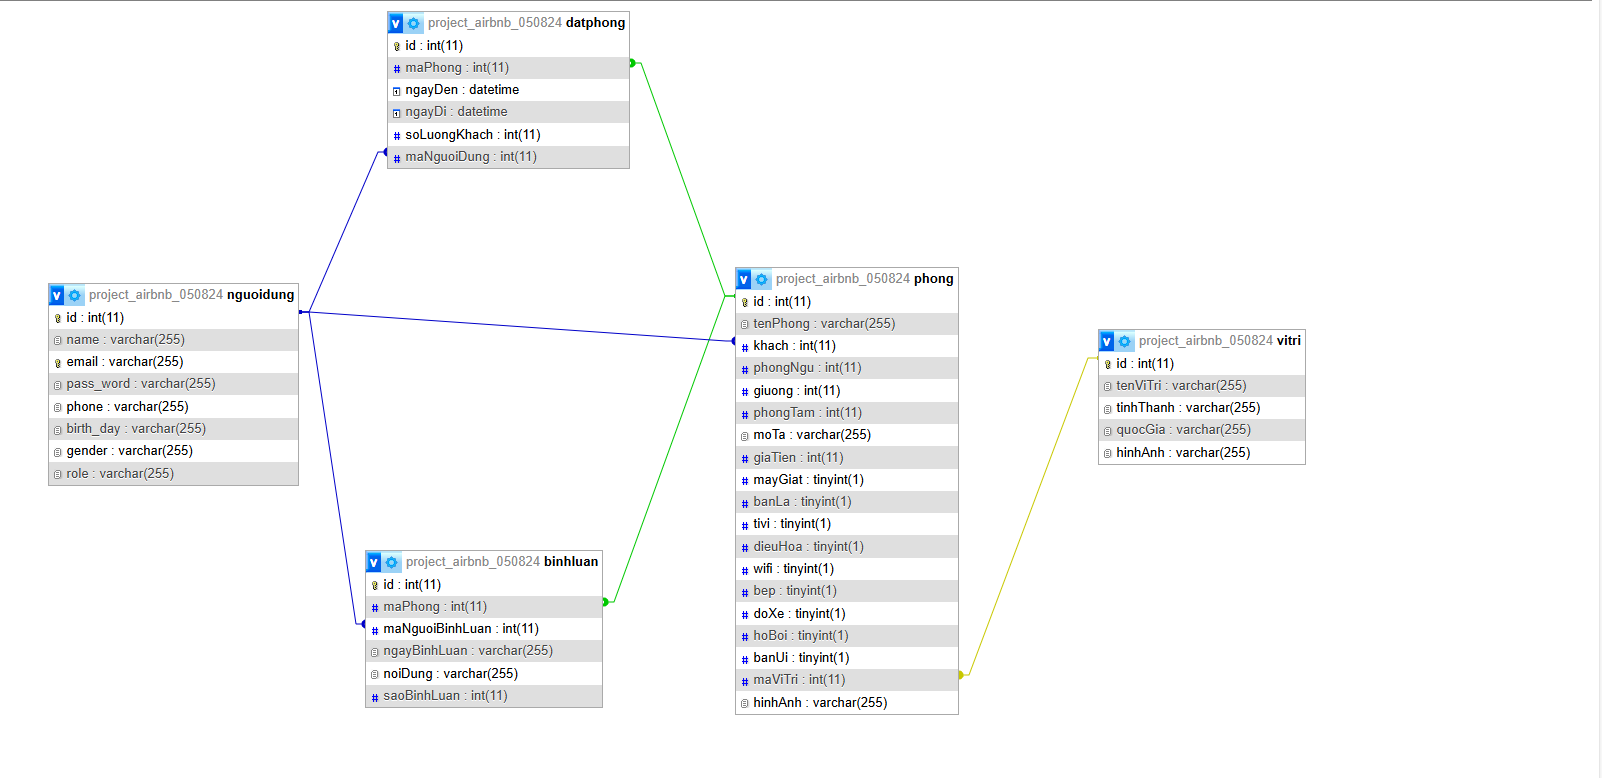 v project_airbnb_050824 datphong
id : int(11)
# maPhong : int(11)
ngayDen : datetime
ngayDi : datetime
# soLuongKhach : int(11)
# maNguoiDung : int(11)
v project_airbnb_050824 nguoidung
id : int(11)
name : varchar(255)
email : varchar(255)
pass_word : varchar(255)
phone : varchar(255)
birth_day : varchar(255)
gender : varchar(255)
role : varchar(255)
v project_airbnb_050824 binhluan
id : int(11)
# maPhong : int(11)
# maNguoiBinhLuan : int(11)
ngayBinhLuan : varchar(255)
noiDung : varchar(255)
# saoBinhLuan : int(11)
v project_airbnb_050824 phong
id : int(11)
tenPhong : varchar(255)
# khach : int(11)
# phongNgu : int(11)
# giuong : int(11)
# phongTam : int(11)
moTa : varchar(255)
# giaTien : int(11)
# mayGiat : tinyint(1)
# banLa : tinyint(1)
# tivi : tinyint(1)
# dieuHoa : tinyint(1)
# wifi : tinyint(1)
# bep : tinyint(1)
# doXe : tinyint(1)
# hoBoi : tinyint(1)
# banUi : tinyint(1)
# maViTri : int(11)
hinhAnh : varchar(255)
v project_airbnb_050824 vitri
id : int(11)
tenViTri : varchar(255)
tinhThanh : varchar(255)
quocGia : varchar(255)
hinhAnh : varchar(255)